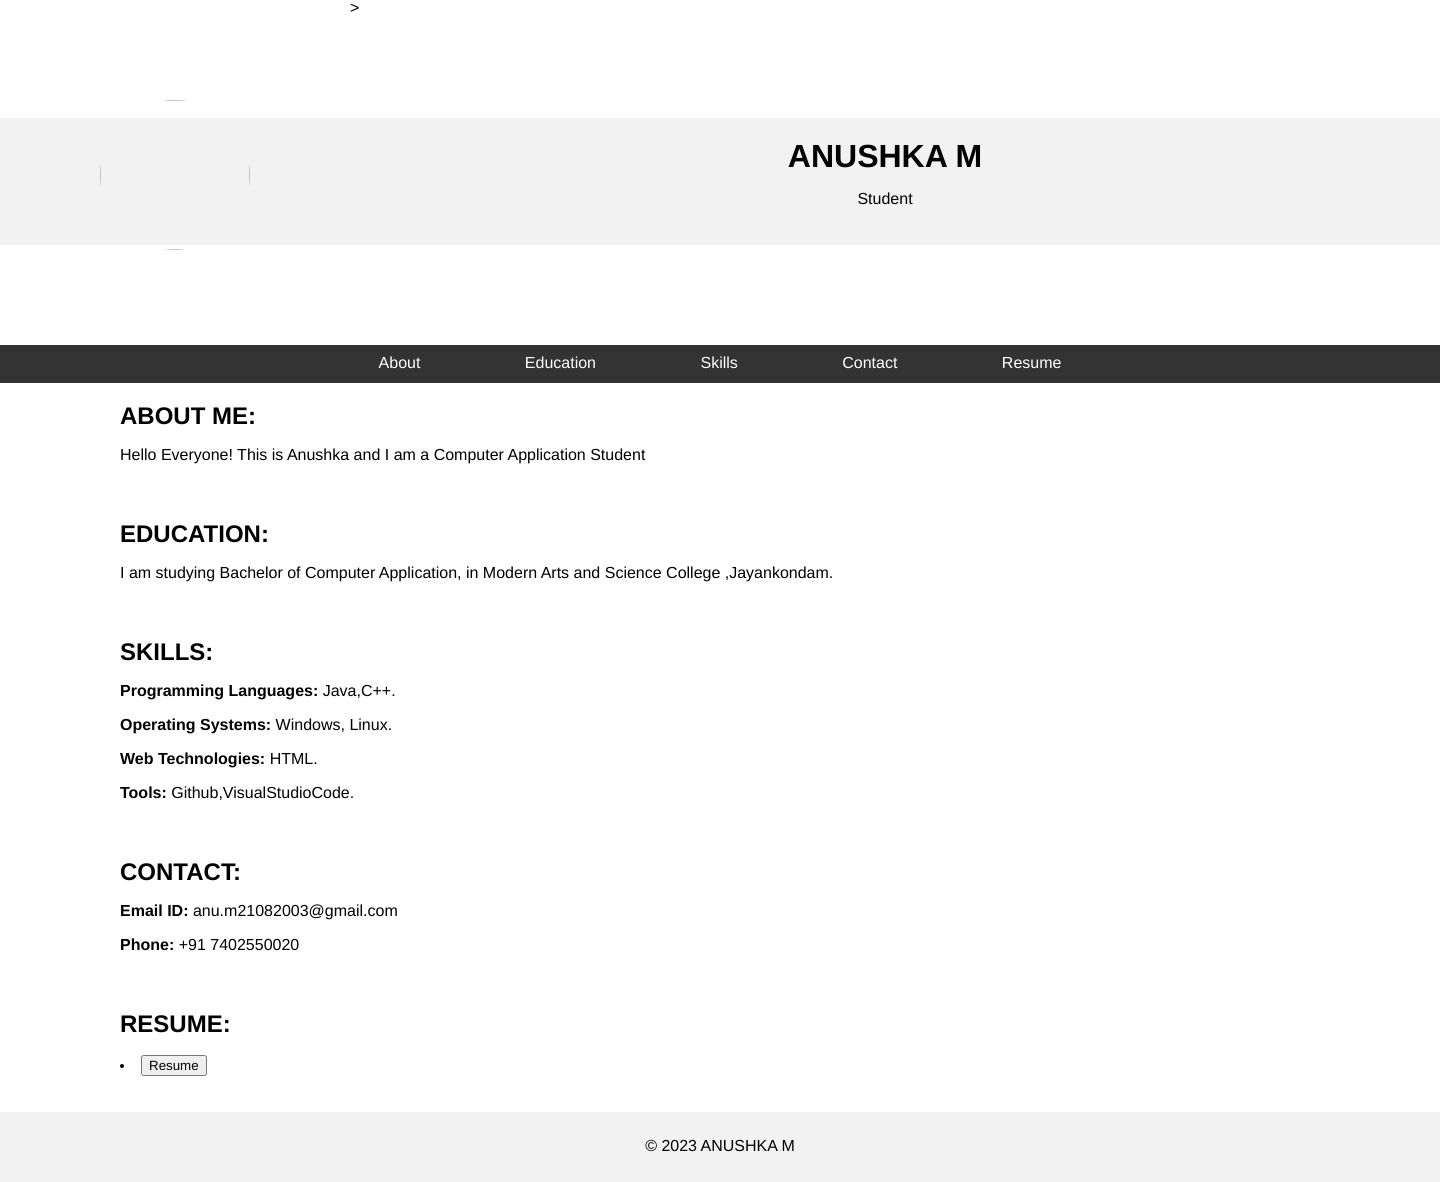 >
ANUSHKA M
Student
About Education Skills Contact Resume
ABOUT ME:
Hello Everyone! This is Anushka and I am a Computer Application Student
EDUCATION:
I am studying Bachelor of Computer Application, in Modern Arts and Science College ,Jayankondam.
SKILLS:
Programming Languages: Java,C++.
Operating Systems: Windows, Linux.
Web Technologies: HTML.
Tools: Github,VisualStudioCode.
CONTACT:
Email ID: anu.m21082003@gmail.com
Phone: +91 7402550020
RESUME:
• Resume
© 2023 ANUSHKA M